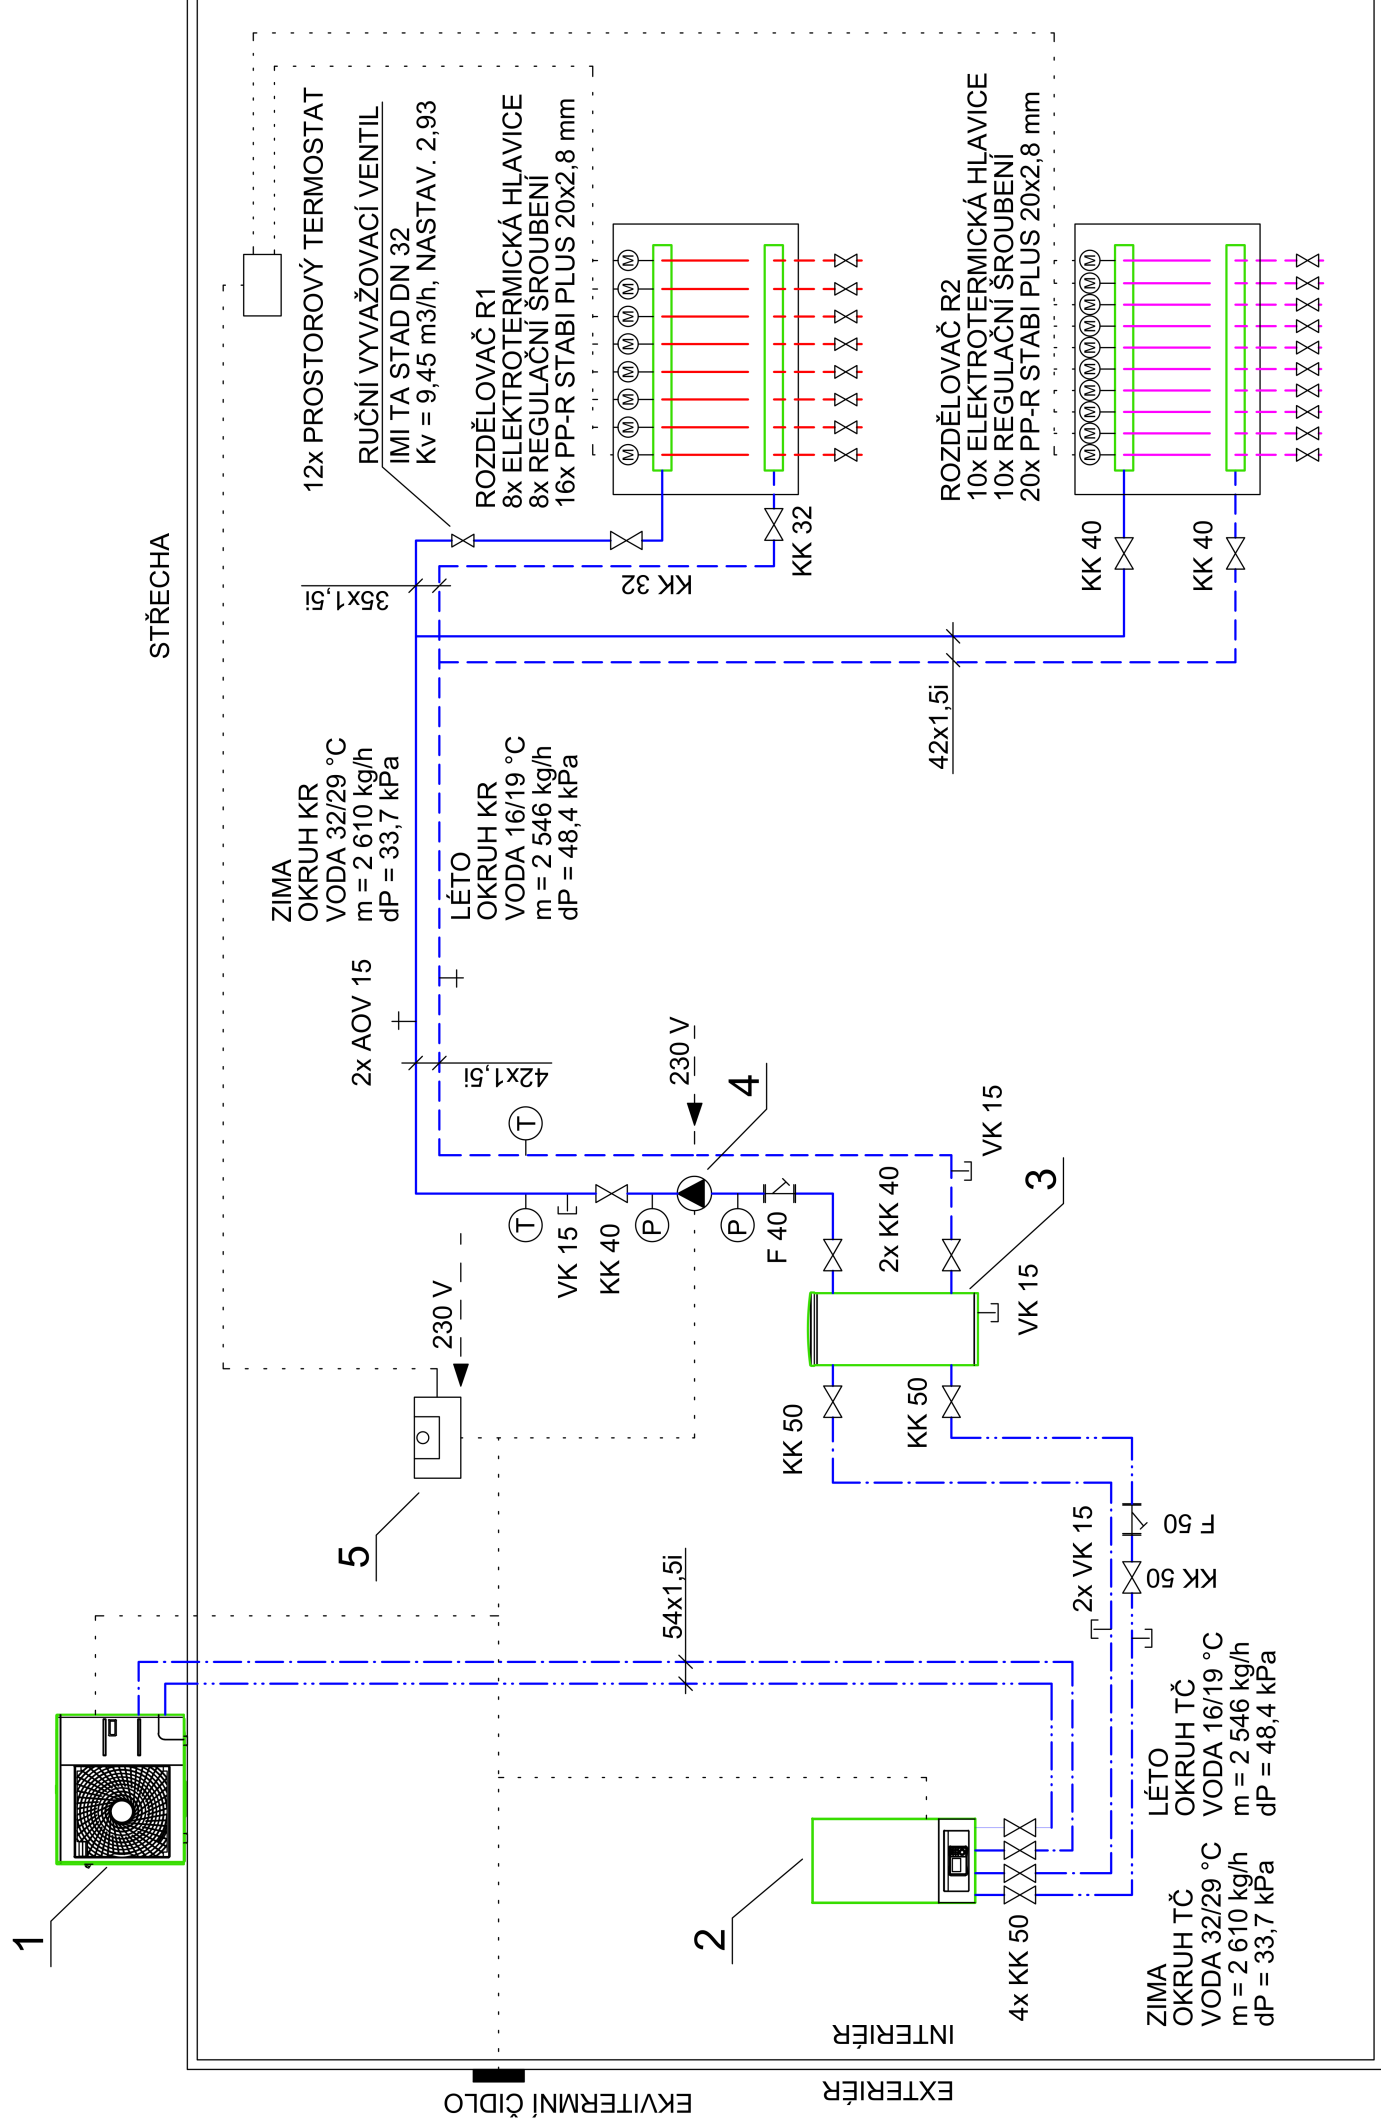 STŘECHA
1
12x PROSTOROVÝ TERMOSTAT
RUČNÍ VYVAŽOVACÍ VENTIL
IMI TA STAD DN 32
Kv = 9,45 m3/h, NASTAV. 2,93
ROZDĚLOVAČ R1
8x ELEKTROTERMICKÁ HLAVICE
8x REGULAČNÍ ŠROUBENÍ
16x PP-R STABI PLUS 20x2,8 mm
M M M M M M M M
35x1,5i
KK 32
KK 32
ROZDĚLOVAČ R2
10x ELEKTROTERMICKÁ HLAVICE
10x REGULAČNÍ ŠROUBENÍ
20x PP-R STABI PLUS 20x2,8 mm
M M M M M M M M M M
KK 40
KK 40
42x1,5i
ZIMA
OKRUH KR
VODA 32/29 °C
m = 2 610 kg/h
dP = 33,7 kPa
LÉTO
OKRUH KR
VODA 16/19 °C
m = 2 546 kg/h
dP = 48,4 kPa
2x AOV 15
42x1,5i
T
T
VK 15
KK 40
P
P
F 40
230 V
4
230 V
5
2x KK 40
VK 15
3
VK 15
KK 50
KK 50
54x1,5i
2x VK 15
F 50
KK 50
2
4x KK 50
LÉTO
OKRUH TČ
VODA 16/19 °C
m = 2 546 kg/h
dP = 48,4 kPa
ZIMA
OKRUH TČ
VODA 32/29 °C
m = 2 610 kg/h
dP = 33,7 kPa
INTERIÉR
EXTERIÉR
EKVITERMNÍ ČIDLO